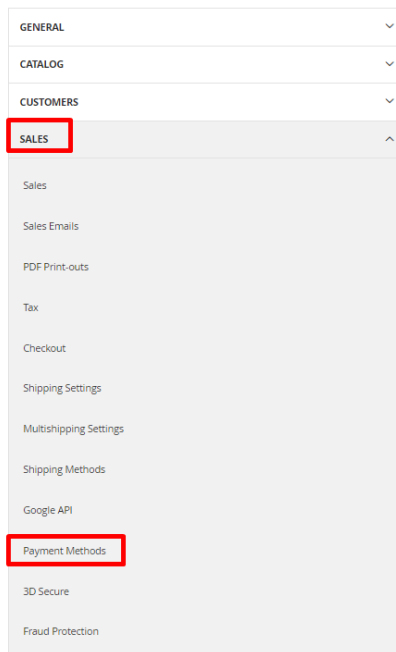 GENERAL
CATALOG
CUSTOMERS
SALES
Sales
Sales Emails
PDF Print-outs
Tax
Checkout
Shipping Settings
Multishipping Settings
Shipping Methods
Google API
Payment Methods
3D Secure
Fraud Protection